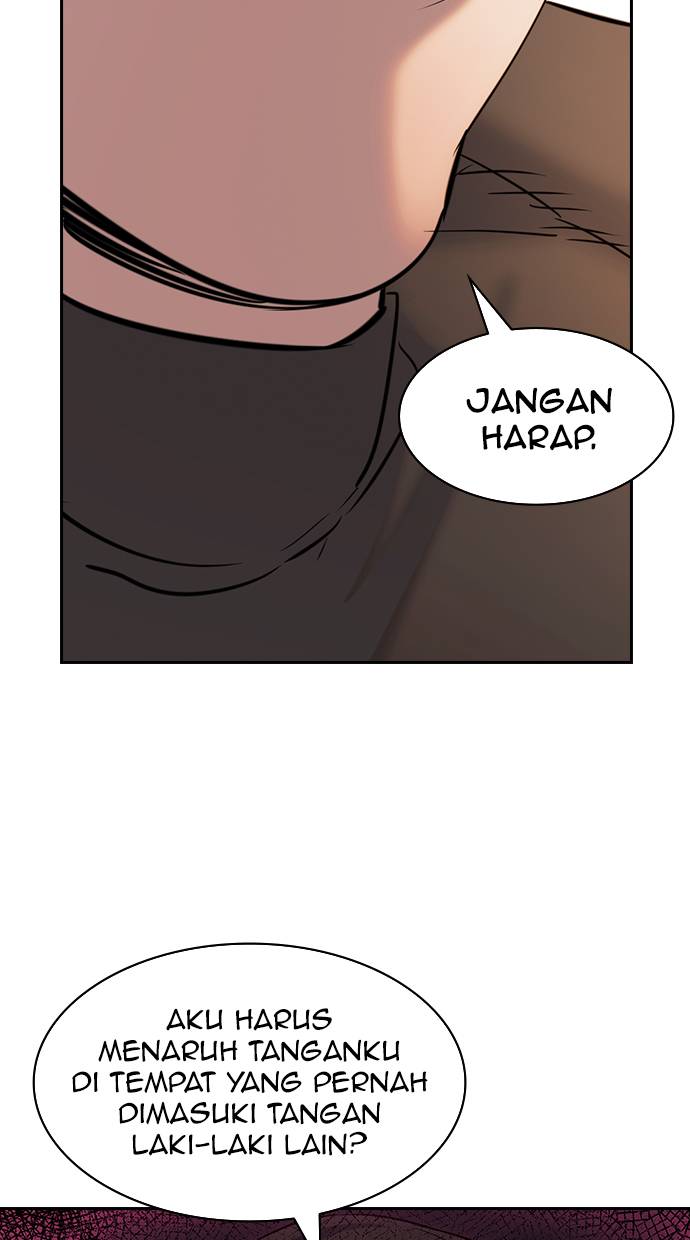 JANGAN
HARAP.
AKU HARUS
MENARUH TANGANKU
DI TEMPAT YANG PERNAH
DIMASUKI TANGAN
LAKI-LAKI LAIN?